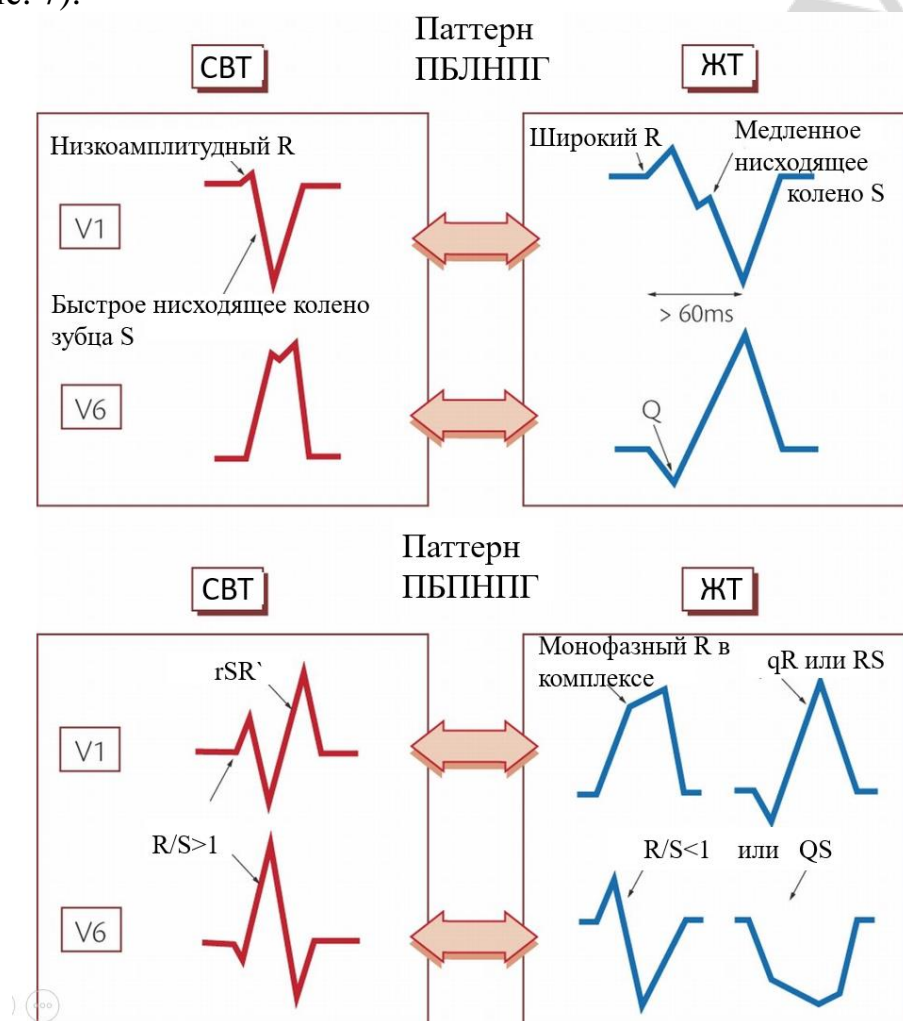 с. 7).
Паттерн
ПБЛНПГ
СВТ
ЖТ
Низкоамплитудный R
V1
Быстрое нисходящее колено
зубца S
V6
Широкий R
Медленное
нисходящее
колено S
> 60ms
Q
Паттерн
ПБПНПГ
СВТ
ЖТ
rSR`
V1
R/S>1
V6
Монофазный R в
комплексе
qR или RS
R/S<1 или QS